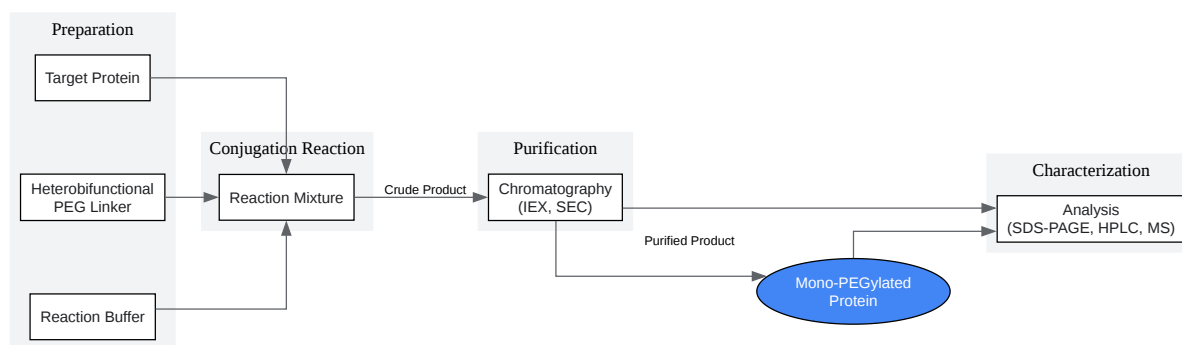 Preparation
Target Protein
Heterobifunctional
PEG Linker
Reaction Buffer
Conjugation Reaction
Reaction Mixture
Crude Product
Purification
Chromatography
(IEX, SEC)
Purified Product
Mono-PEGylated
Protein
Characterization
Analysis
(SDS-PAGE, HPLC, MS)